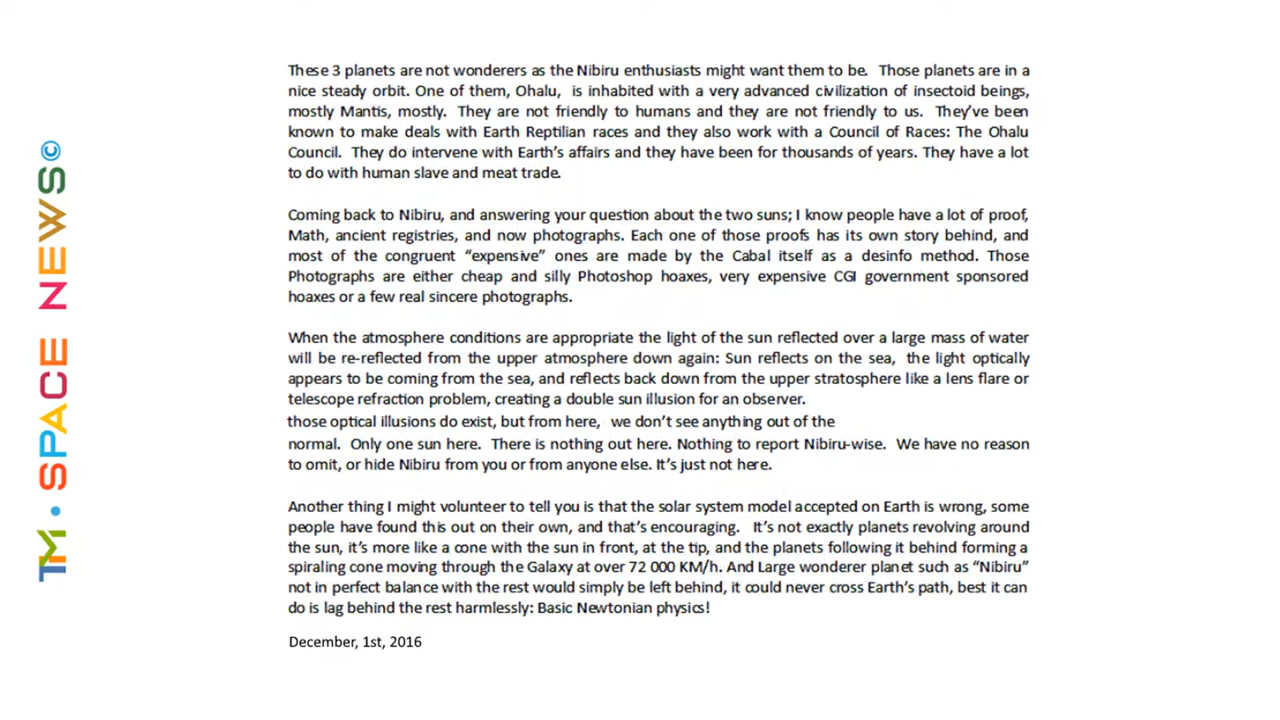 These 3 planets are not wonderers as the Nibiru enthusiasts might want them to be. Those planets are in a
nice steady orbit. One of them, Ohalu, is inhabited with a very advanced civilization of insectoid beings,
mostly Mantis, mostly. They are not friendly to humans and they are not friendly to us. They've been
known to make deals with Earth Reptilian races and they also work with a Council of Races: The Ohalu
Council. They do intervene with Earth's affairs and they have been for thousands of years. They have a lot
to do with human slave and meat trade.
Coming back to Nibiru, and answering your question about the two suns; I know people have a lot of proof,
Math, ancient registries, and now photographs. Each one of those proofs has its own story behind, and
most of the congruent “expensive” ones are made by the Cabal itself as a desinfo method. Those
Photographs are either cheap and silly Photoshop hoaxes, very expensive CGI government sponsored
hoaxes or a few real sincere photographs.
When the atmosphere conditions are appropriate the light of the sun reflected over a large mass of water
will be re-reflected from the upper atmosphere down again: Sun reflects on the sea, the light optically
appears to be coming from the sea, and reflects back down from the upper stratosphere like a lens flare or
telescope refraction problem, creating a double sun illusion for an observer.
those optical illusions do exist, but from here, we don't see anything out of the
normal. Only one sun here. There is nothing out here. Nothing to report Nibiru-wise. We have no reason
to omit, or hide Nibiru from you or from anyone else. It's just not here.
Another thing I might volunteer to tell you is that the solar system model accepted on Earth is wrong, some
people have found this out on their own, and that's encouraging. It's not exactly planets revolving around
the sun, it's more like a cone with the sun in front, at the tip, and the planets following it behind forming a
spiraling cone moving through the Galaxy at over 72 000 KM/h. And Large wonderer planet such as “Nibiru”
not in perfect balance with the rest would simply be left behind, it could never cross Earth's path, best it can
do is lag behind the rest harmlessly: Basic Newtonian physics!
December, 1st, 2016
TM • SPACE NEWS©